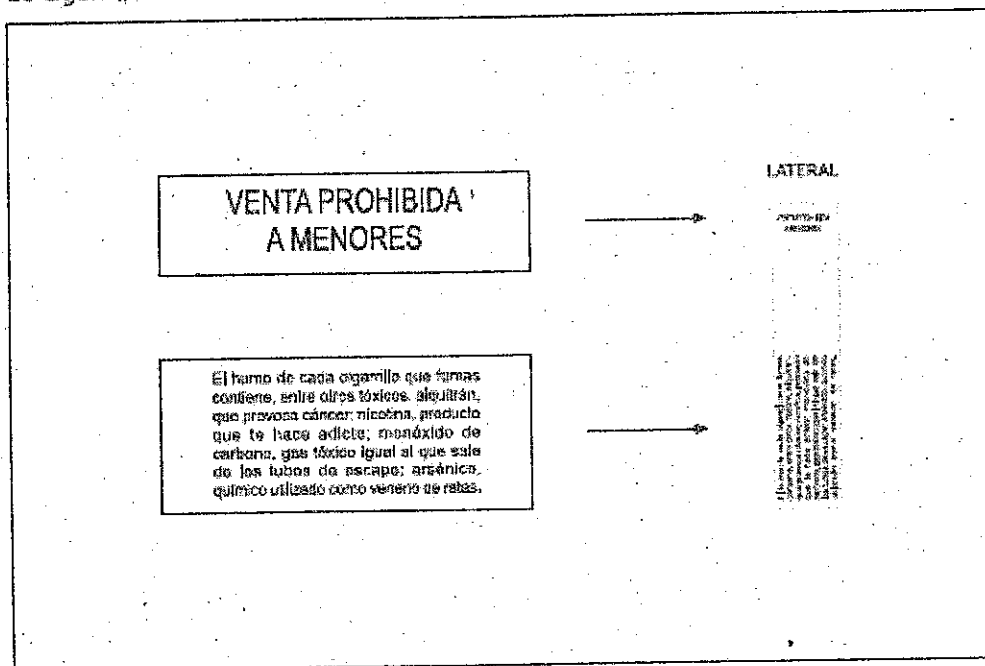 VENTA PROHIBIDA
A MENORES
LATERAL
El humo de cada cigarrillo que fumas
contiene, entre otros tóxicos, alquitrán,
que provoca cáncer; nicotina, producto
que te hace adicto; monóxido de
carbono, gas tóxico igual al que sale
de los tubos de escape; arsénico,
químico utilizado como veneno de ratas.